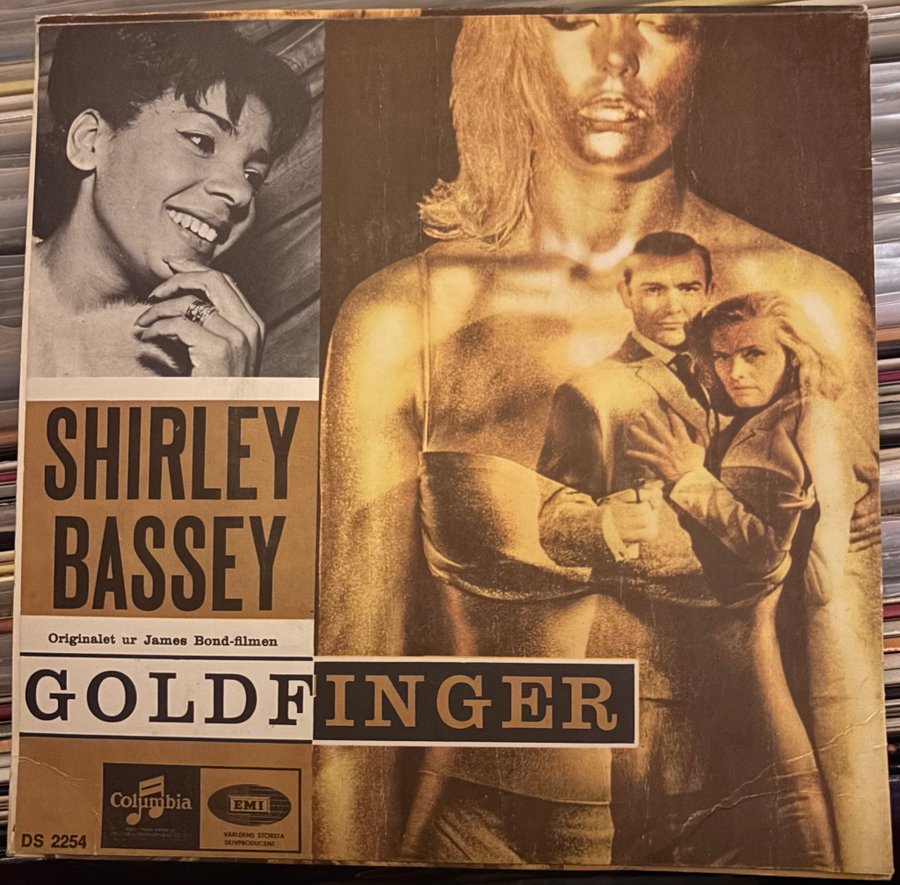 SHIRLEY
BASSEY
Originalet ur James Bond-filmen
GOLDFINGER
Columbia
EMI
VÄRLDENS STÖRSTA
SKIVPRODUCENT
DS 2254